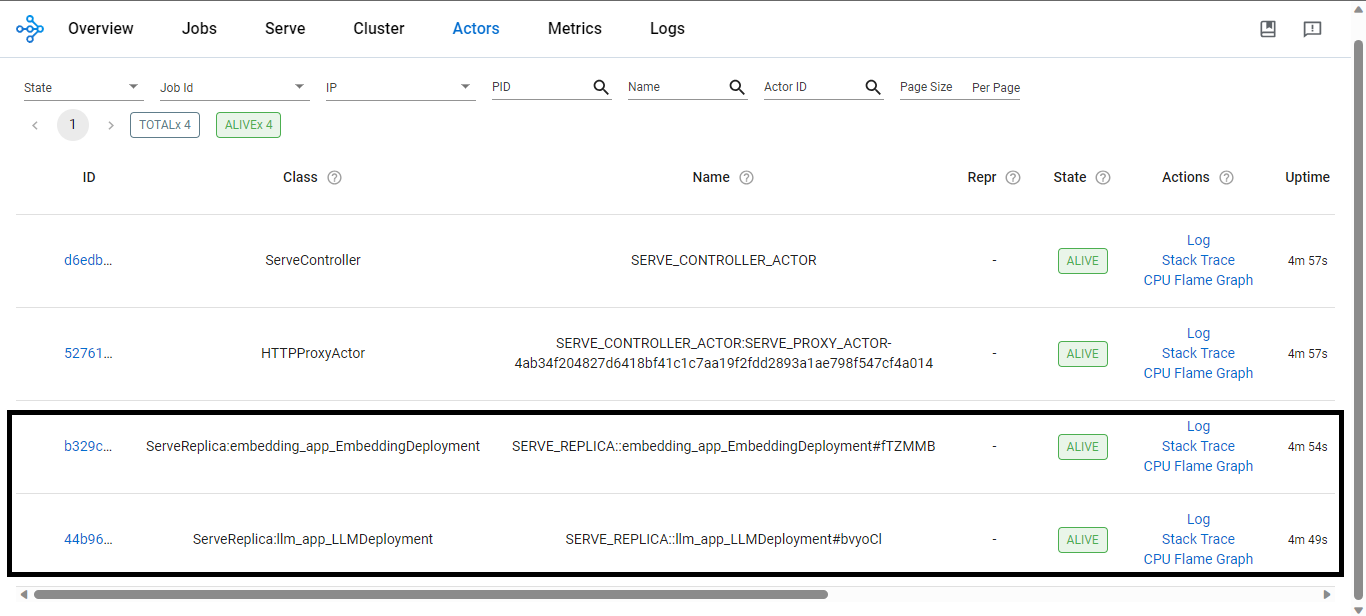 Overview Jobs Serve Cluster Actors Metrics Logs
State Job Id IP PID Name Actor ID Page Size Per Page
1 TOTALx 4 ALIVEx 4
ID Class Name Repr State Actions Uptime
Log
d6edb... ServeController SERVE_CONTROLLER_ACTOR - ALIVE Stack Trace 4m 57s
CPU Flame Graph
Log
SERVE_CONTROLLER_ACTOR:SERVE_PROXY_ACTOR-
52761... HTTPProxyActor - ALIVE Stack Trace 4m 57s
4ab34f204827d6418bf41c1c7aa19f2fdd2893a1ae798f547cf4a014
CPU Flame Graph
Log
b329c... ServeReplica:embedding_app_EmbeddingDeployment SERVE_REPLICA::embedding_app_EmbeddingDeployment#fTZMMB - ALIVE Stack Trace 4m 54s
CPU Flame Graph
Log
44b96... ServeReplica:llm_app_LLMDeployment SERVE_REPLICA::llm_app_LLMDeployment#bvyoCl - ALIVE Stack Trace 4m 49s
CPU Flame Graph